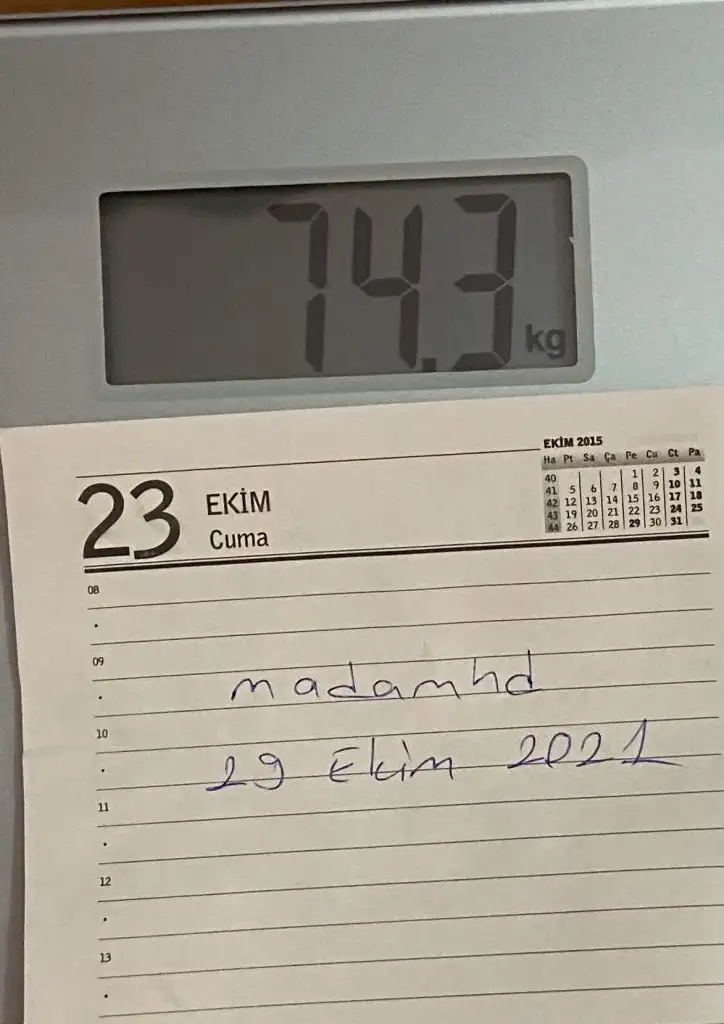 74.3 kg
EKİM 2015
Ha Pt Sa Ça Pe Cu Ct Pa
40 1 2 3 4
41 5 6 7 8 9 10 11
42 12 13 14 15 16 17 18
43 19 20 21 22 23 24 25
44 26 27 28 29 30 31
23 EKİM
Cuma
08
09
madamhd
10
29 Ekim 2021
11
12
13